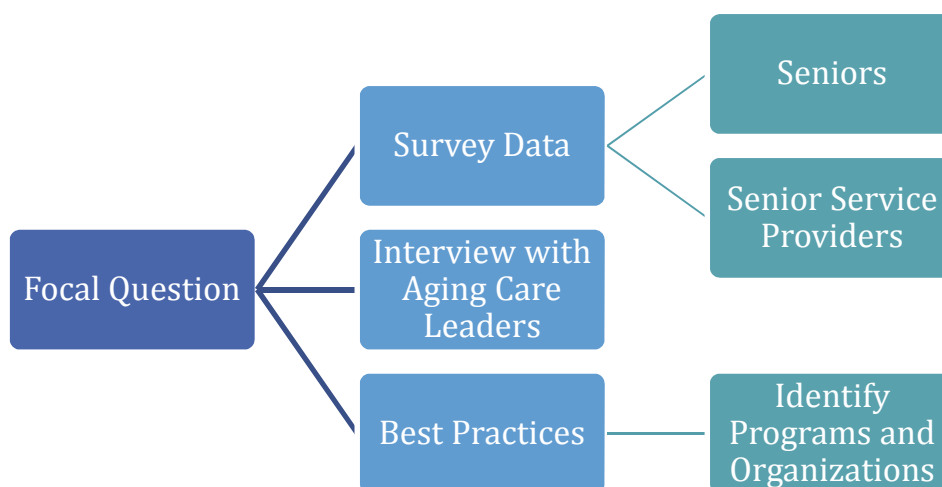 Focal Question
Survey Data
Interview with
Aging Care
Leaders
Best Practices
Seniors
Senior Service
Providers
Identify
Programs and
Organizations